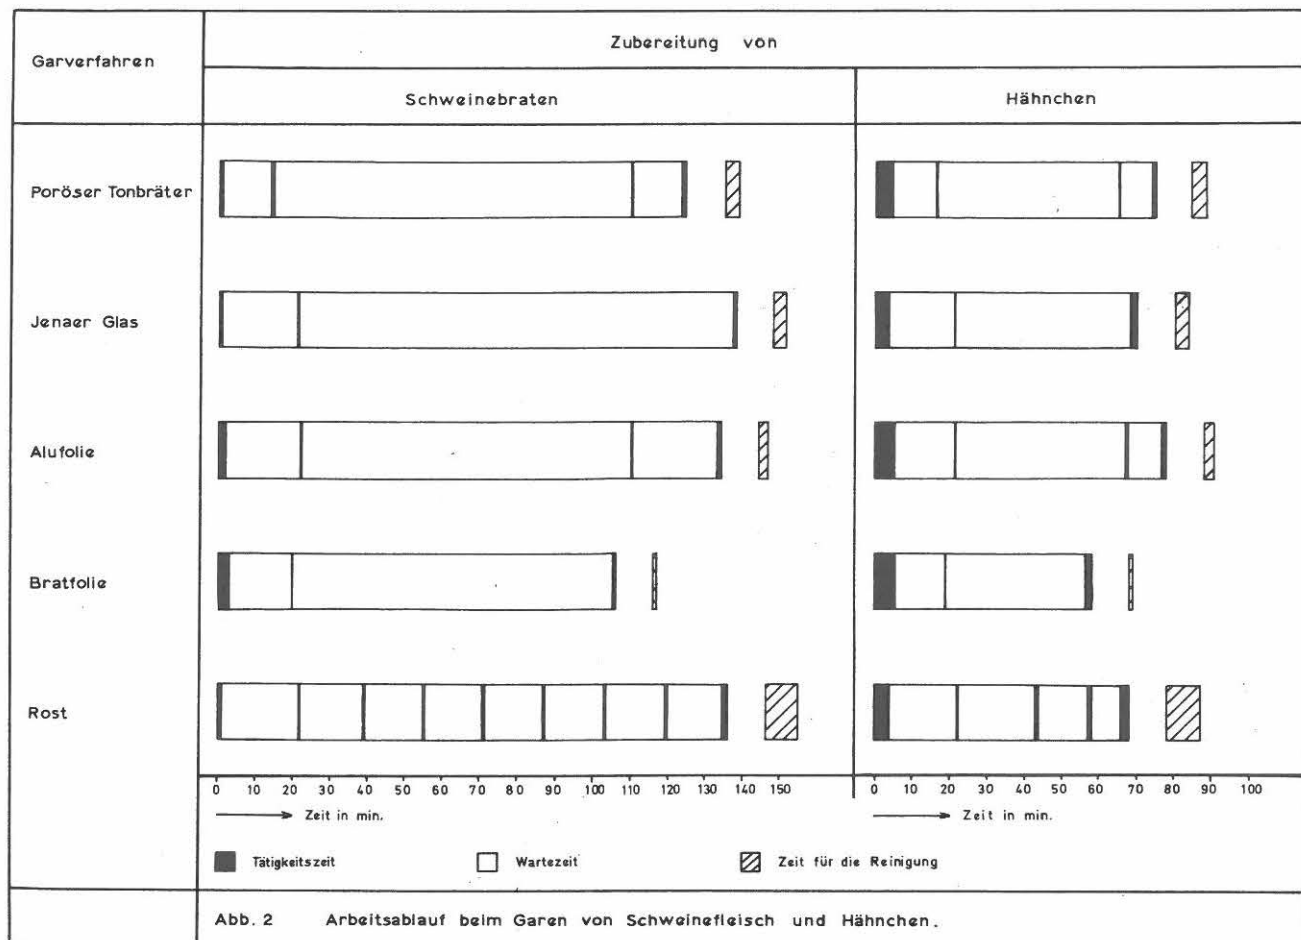 Garverfahren
Zubereitung von
Schweinebraten
Hähnchen
Poröser Tonbräter
Jenaer Glas
Alufolie
Bratfolie
Rost
0 10 20 30 40 50 60 70 80 90 100 110 120 130 140 150
0 10 20 30 40 50 60 70 80 90 100
Zeit in min.
Zeit in min.
Tätigkeitszeit
Wartezeit
Zeit für die Reinigung
Abb. 2 Arbeitsablauf beim Garen von Schweinefleisch und Hähnchen.